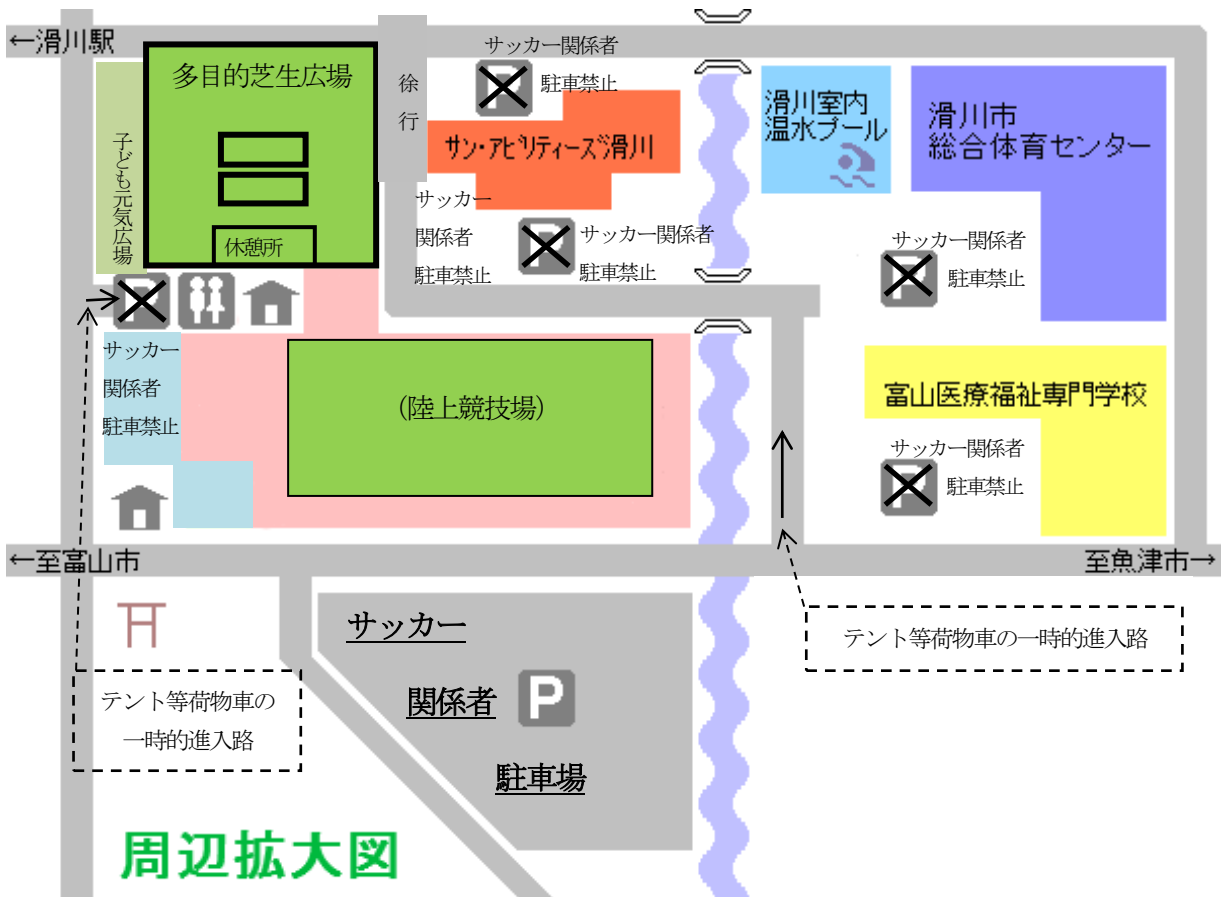 ←滑川駅
多目的芝生広場
休憩所
子ども元気広場
徐行
サッカー関係者
駐車禁止
サン・アビリティーズ滑川
サッカー
関係者
駐車禁止
サッカー関係者
駐車禁止
滑川室内
温水プール
滑川市
総合体育センター
サッカー関係者
駐車禁止
サッカー
関係者
駐車禁止
(陸上競技場)
富山医療福祉専門学校
サッカー関係者
駐車禁止
←至富山市
至魚津市→
テント等荷物車の一時的進入路
テント等荷物車の
一時的進入路
サッカー
関係者
P
駐車場
周辺拡大図